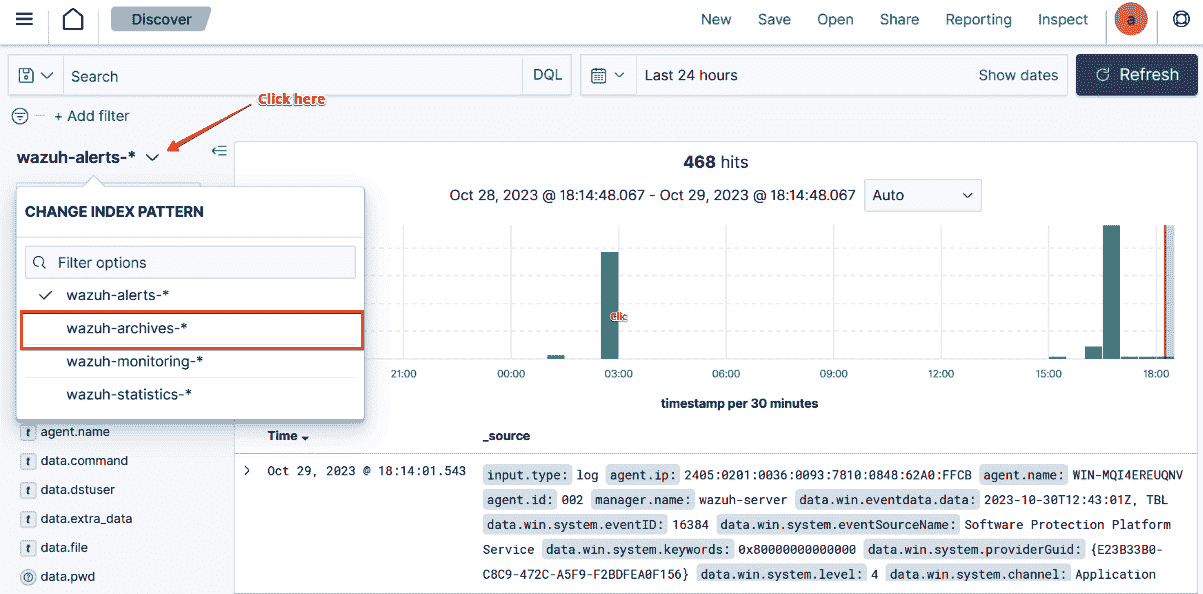 Discover New Save Open Share Reporting Inspect a
Search DQL Last 24 hours Show dates Refresh
Click here
+ Add filter
wazuh-alerts-*
468 hits
Oct 28, 2023 @ 18:14:48.067 - Oct 29, 2023 @ 18:14:48.067 Auto
CHANGE INDEX PATTERN
Filter options
wazuh-alerts-*
wazuh-archives-*
wazuh-monitoring-*
wazuh-statistics-*
Clic
21:00 00:00 03:00 06:00 09:00 12:00 15:00 18:00
timestamp per 30 minutes
t agent.name
t data.command
t data.dstuser
t data.extra_data
t data.file
? data.pwd
Time _source
Oct 29, 2023 @ 18:14:01.543 input.type: log agent.ip: 2405:0201:0036:0093:7810:0848:62A0:FFCB agent.name: WIN-MQI4EREUQNV
agent.id: 002 manager.name: wazuh-server data.win.eventdata.data: 2023-10-30T12:43:01Z, TBL
data.win.system.eventID: 16384 data.win.system.eventSourceName: Software Protection Platform
Service data.win.system.keywords: 0x80000000000000 data.win.system.providerGuid: {E23B33B0-
C8C9-472C-A5F9-F2BDFEA0F156} data.win.system.level: 4 data.win.system.channel: Application